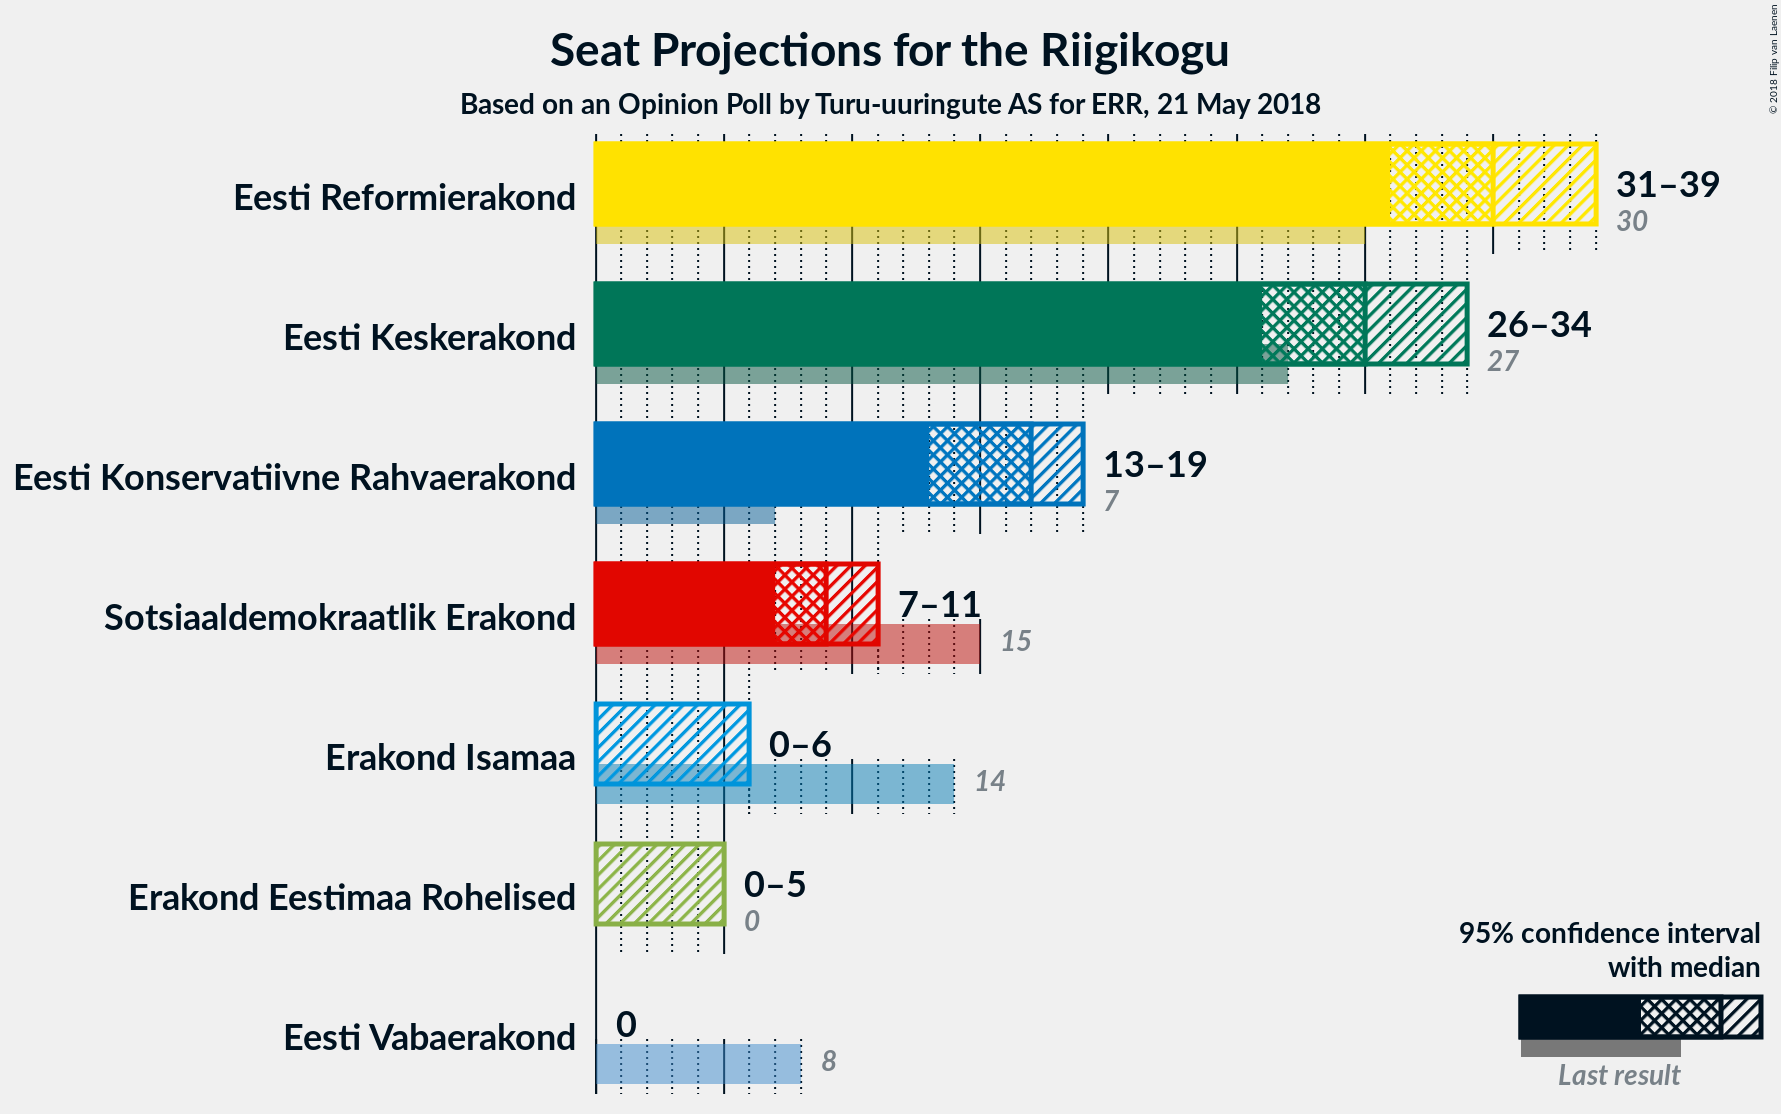 Seat Projections for the Riigikogu
Based on an Opinion Poll by Turu-uuringute AS for ERR, 21 May 2018
© 2018 Filip van Laenen
Eesti Reformierakond
31–39
30
Eesti Keskerakond
26–34
27
Eesti Konservatiivne Rahvaerakond
13–19
7
Sotsiaaldemokraatlik Erakond
7–11
15
Erakond Isamaa
0–6
14
Erakond Eestimaa Rohelised
0–5
0
Eesti Vabaerakond
0
8
95% confidence interval
with median
Last result